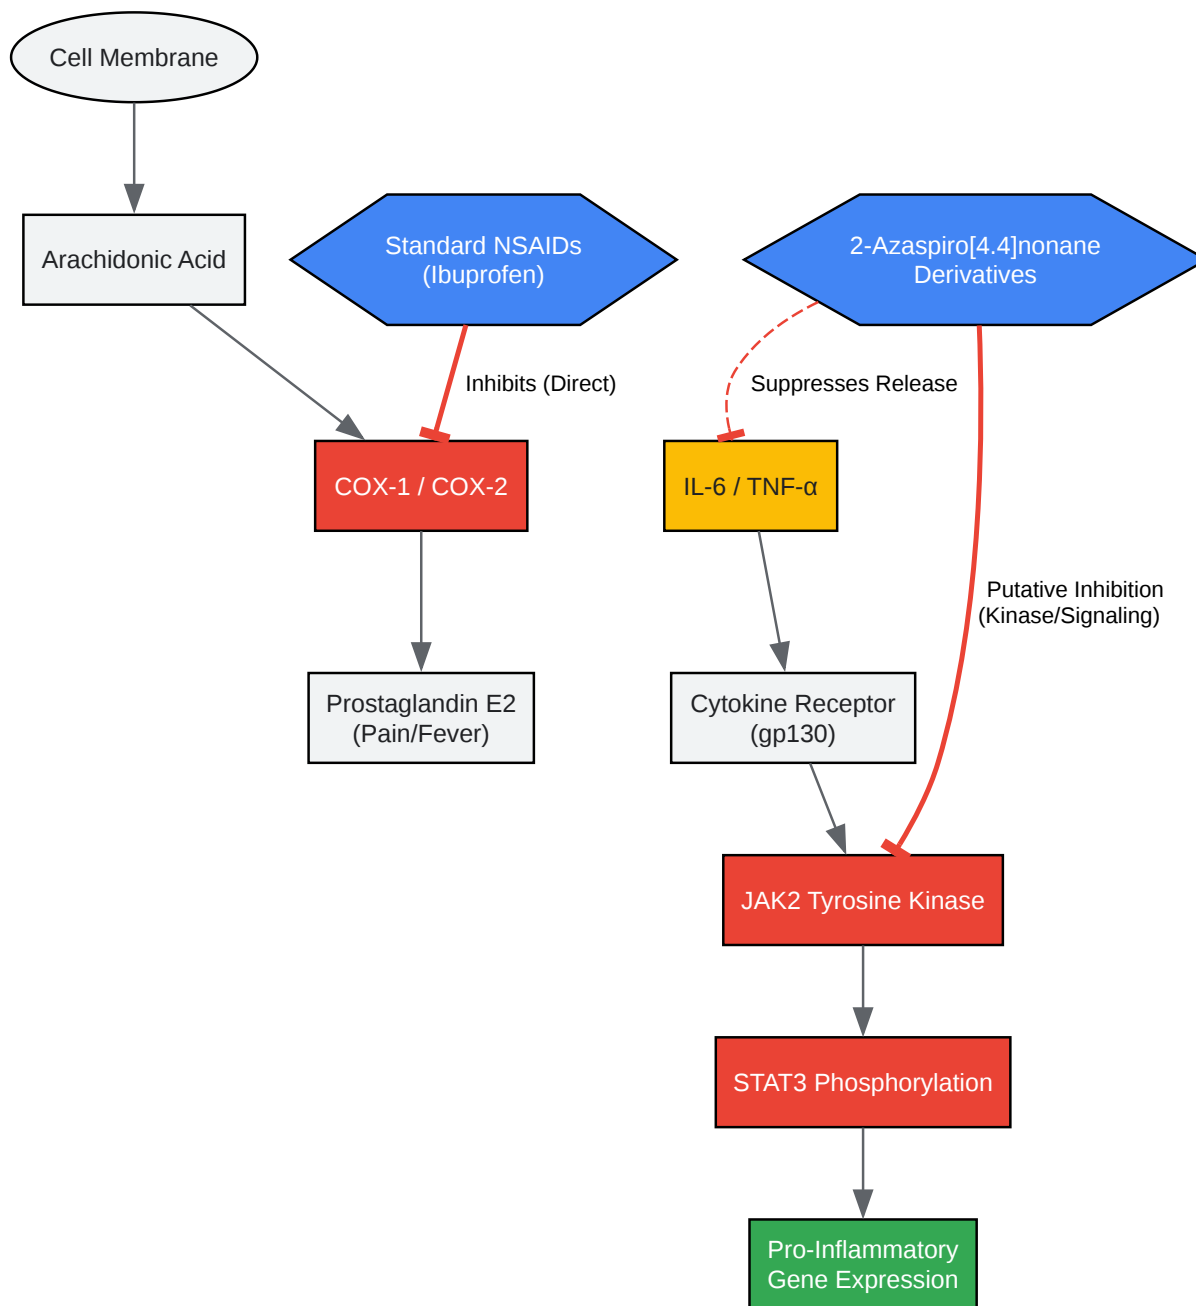 Cell Membrane
Arachidonic Acid
Standard NSAIDs
(Ibuprofen)
2-Azaspiro[4.4]nonane
Derivatives
Inhibits (Direct)
Suppresses Release
COX-1 / COX-2
IL-6 / TNF-α
Putative Inhibition
(Kinase/Signaling)
Prostaglandin E2
(Pain/Fever)
Cytokine Receptor
(gp130)
JAK2 Tyrosine Kinase
STAT3 Phosphorylation
Pro-Inflammatory
Gene Expression